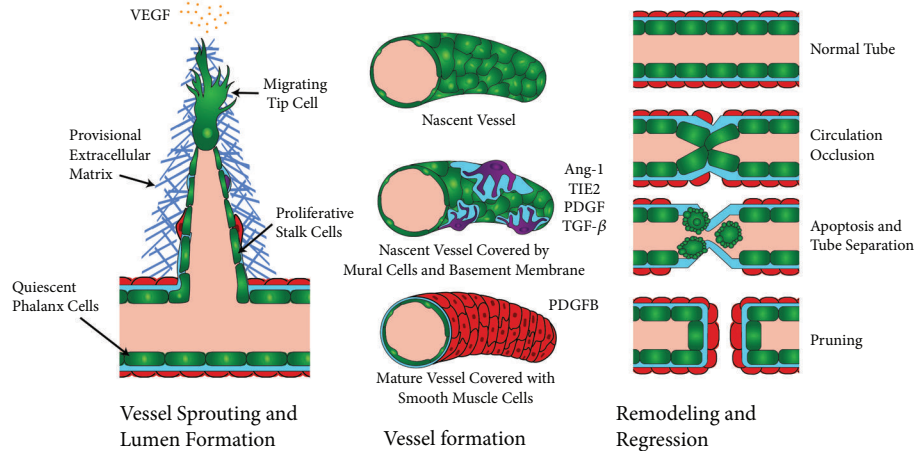 VEGF
Migrating
Tip Cell
Provisional
Extracellular
Matrix
Proliferative
Stalk Cells
Quiescent
Phalanx Cells
Vessel Sprouting and
Lumen Formation
Nascent Vessel
Ang-1
TIE2
PDGF
TGF-β
Nascent Vessel Covered by
Mural Cells and Basement Membrane
PDGFB
Mature Vessel Covered with
Smooth Muscle Cells
Vessel formation
Normal Tube
Circulation
Occlusion
Apoptosis and
Tube Separation
Pruning
Remodeling and
Regression